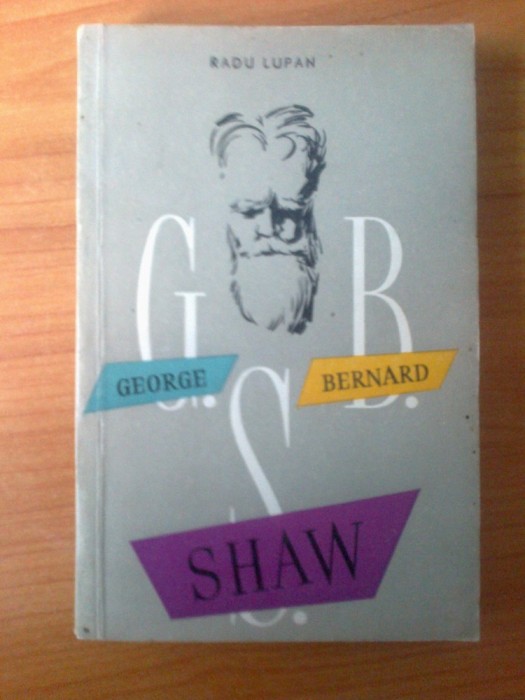 RADU LUPAN
G. B.
GEORGE
BERNARD
S.
SHAW